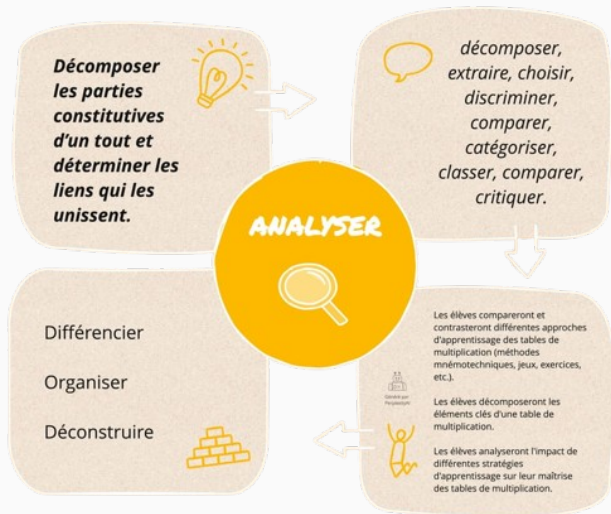 Décomposer
les parties
constitutives
d'un tout et
déterminer les
liens qui les
unissent.
décomposer,
extraire, choisir,
discriminer,
comparer,
catégoriser,
classer, comparer,
critiquer.
ANALYSER
Les élèves compareront et
contrasteront différentes approches
d'apprentissage des tables de
multiplication (méthodes
mnémotechniques, jeux, exercices,
etc.).
Les élèves décomposeront les
éléments clés d'une table de
multiplication.
Les élèves analyseront l'impact de
différentes stratégies
d'apprentissage sur leur maîtrise
des tables de multiplication.
Différencier
Organiser
Déconstruire